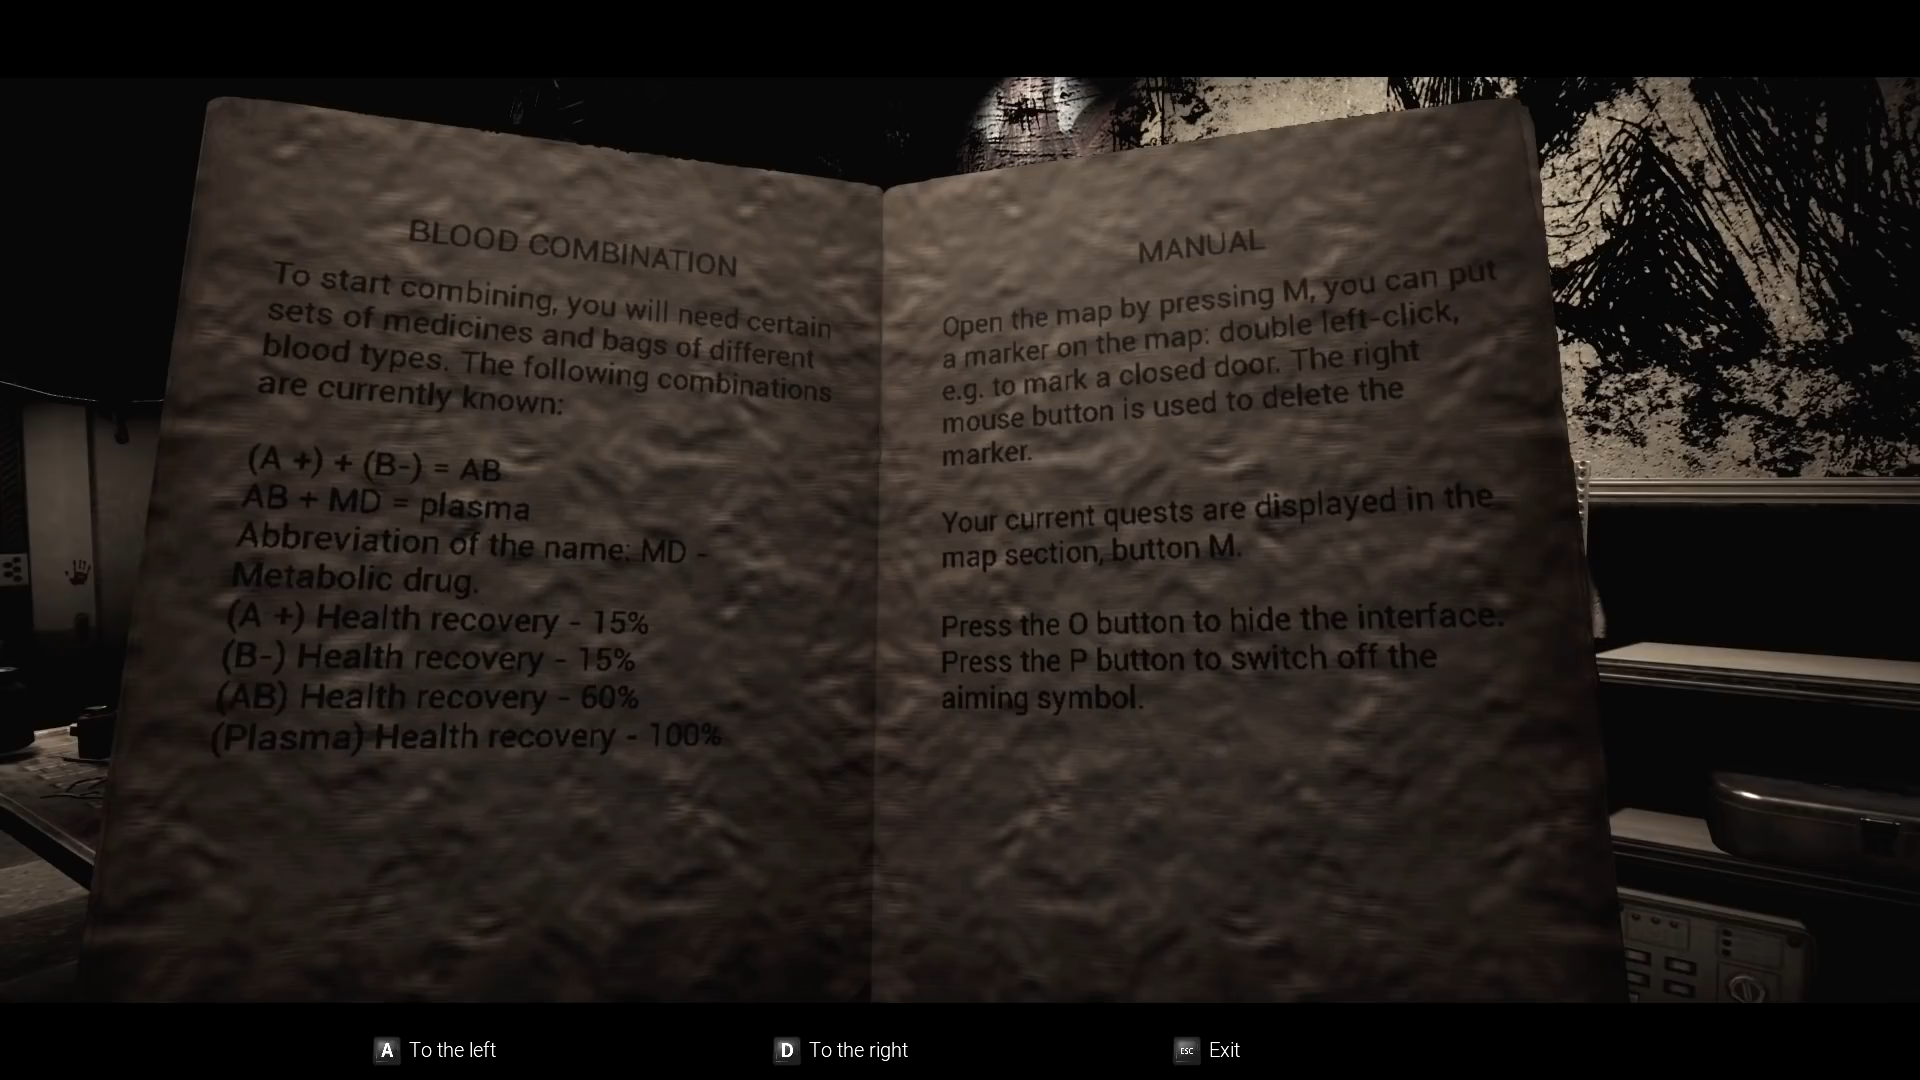 BLOOD COMBINATION
To start combining, you will need certain
sets of medicines and bags of different
blood types. The following combinations
are currently known:
(A +) + (B-) = AB
AB + MD = plasma
Abbreviation of the name: MD -
Metabolic drug.
(A +) Health recovery - 15%
(B-) Health recovery - 15%
(AB) Health recovery - 60%
(Plasma) Health recovery - 100%
MANUAL
Open the map by pressing M, you can put
a marker on the map: double left-click,
e.g. to mark a closed door. The right
mouse button is used to delete the
marker.
Your current quests are displayed in the
map section, button M.
Press the O button to hide the interface.
Press the P button to switch off the
aiming symbol.
A To the left
D To the right
ESC Exit